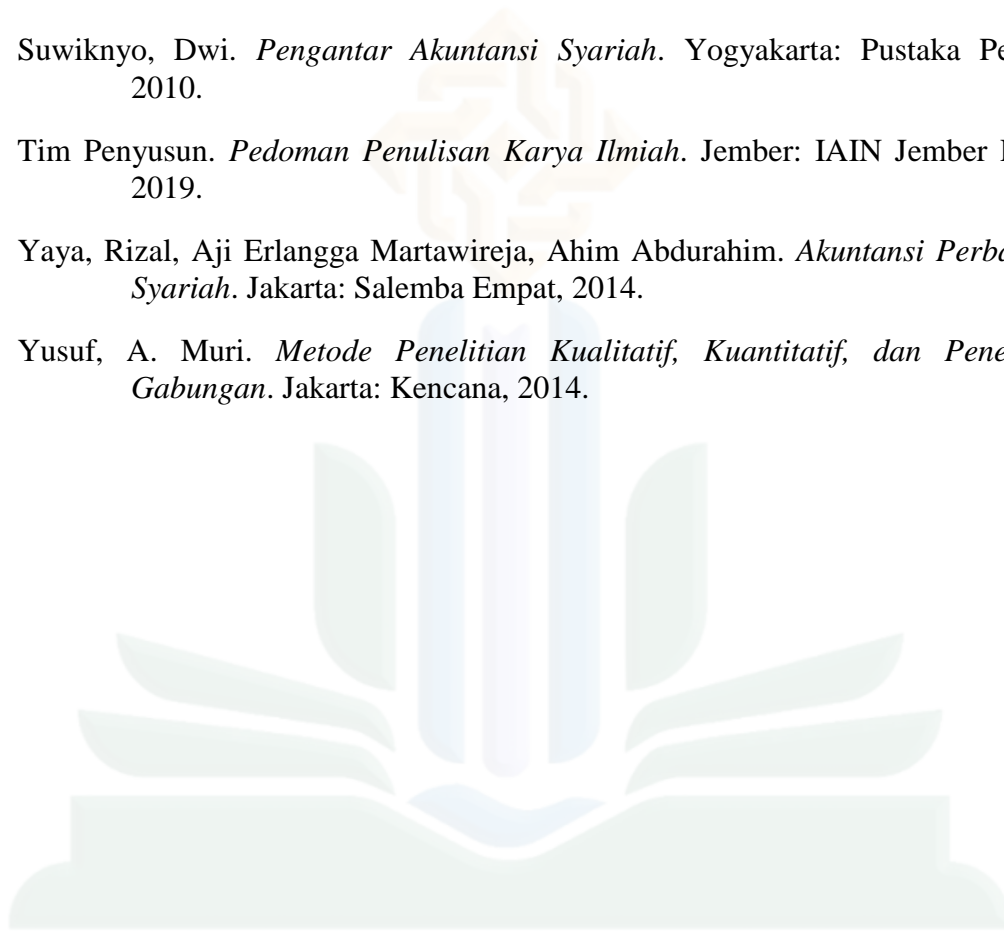 Suwiknyo, Dwi. Pengantar Akuntansi Syariah. Yogyakarta: Pustaka
2010.
Tim Penyusun. Pedoman Penulisan Karya Ilmiah. Jember: IAIN Jember
2019.
Yaya, Rizal, Aji Erlangga Martawireja, Ahim Abdurahim. Akuntansi
Syariah. Jakarta: Salemba Empat, 2014.
Yusuf, A. Muri. Metode Penelitian Kualitatif, Kuantitatif, dan
Gabungan. Jakarta: Kencana, 2014.